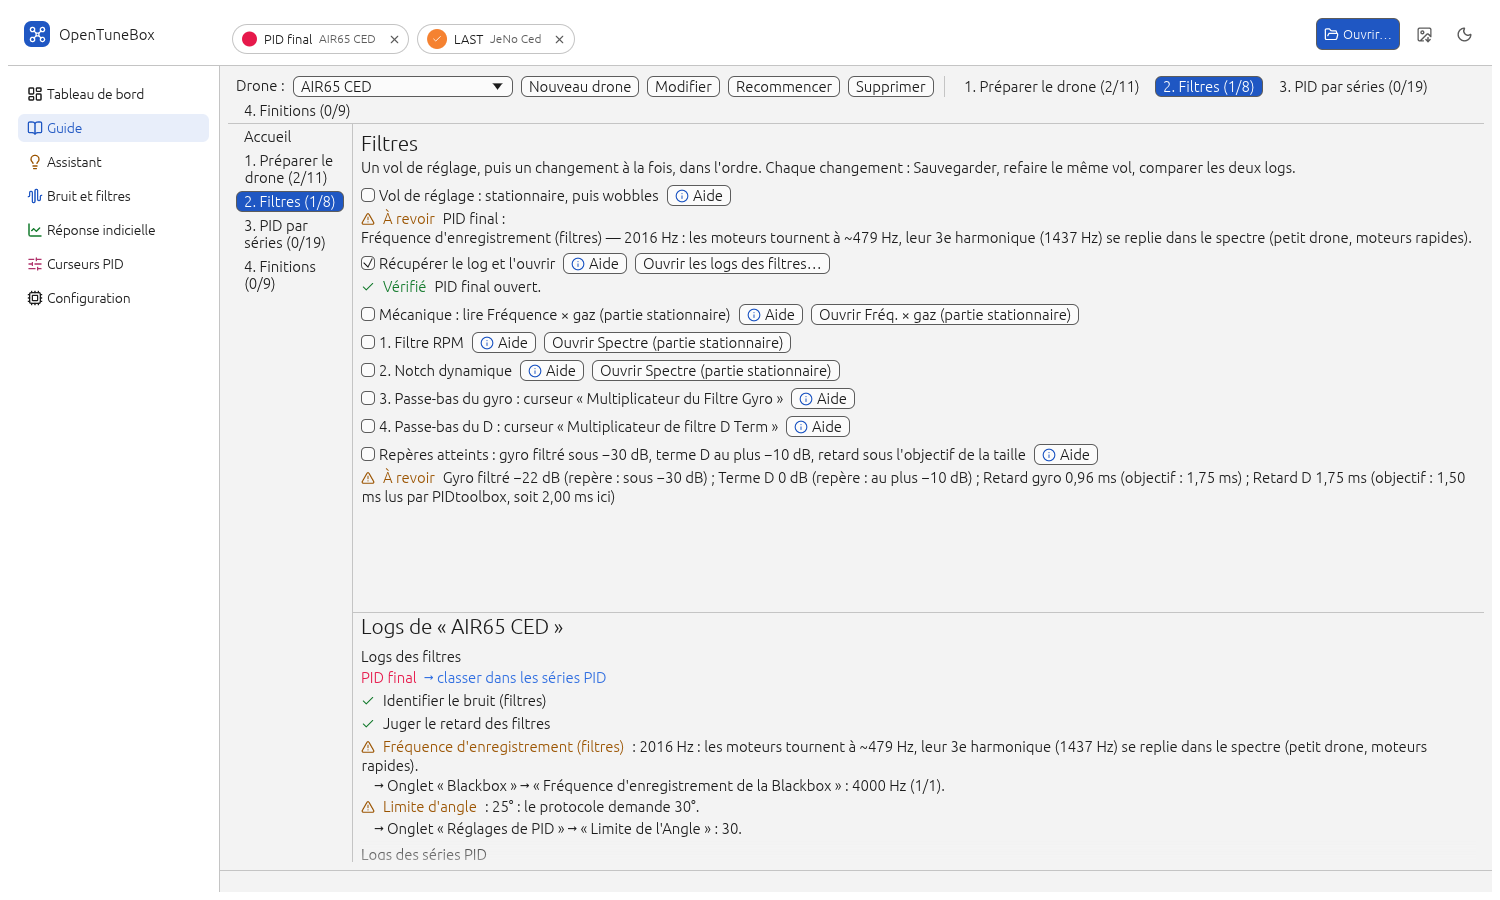 OpenTuneBox
PID final AIR65 CED ✕
LAST JeNo Ced ✕
Ouvrir…
Tableau de bord
Guide
Assistant
Bruit et filtres
Réponse indicielle
Curseurs PID
Configuration
Drone : AIR65 CED Nouveau drone Modifier Recommencer Supprimer 1. Préparer le drone (2/11) 2. Filtres (1/8) 3. PID par séries (0/19)
4. Finitions (0/9)
Accueil
1. Préparer le
drone (2/11)
2. Filtres (1/8)
3. PID par
séries (0/19)
4. Finitions
(0/9)
Filtres
Un vol de réglage, puis un changement à la fois, dans l'ordre. Chaque changement : Sauvegarder, refaire le même vol, comparer les deux logs.
Vol de réglage : stationnaire, puis wobbles Aide
À revoir PID final :
Fréquence d'enregistrement (filtres) — 2016 Hz : les moteurs tournent à ~479 Hz, leur 3e harmonique (1437 Hz) se replie dans le spectre (petit drone, moteurs rapides).
Récupérer le log et l'ouvrir Aide Ouvrir les logs des filtres…
Vérifié PID final ouvert.
Mécanique : lire Fréquence × gaz (partie stationnaire) Aide Ouvrir Fréq. × gaz (partie stationnaire)
1. Filtre RPM Aide Ouvrir Spectre (partie stationnaire)
2. Notch dynamique Aide Ouvrir Spectre (partie stationnaire)
3. Passe-bas du gyro : curseur « Multiplicateur du Filtre Gyro » Aide
4. Passe-bas du D : curseur « Multiplicateur de filtre D Term » Aide
Repères atteints : gyro filtré sous −30 dB, terme D au plus −10 dB, retard sous l'objectif de la taille Aide
À revoir Gyro filtré −22 dB (repère : sous −30 dB) ; Terme D 0 dB (repère : au plus −10 dB) ; Retard gyro 0,96 ms (objectif : 1,75 ms) ; Retard D 1,75 ms (objectif : 1,50
ms lus par PIDtoolbox, soit 2,00 ms ici)
Logs de « AIR65 CED »
Logs des filtres
PID final → classer dans les séries PID
Identifier le bruit (filtres)
Juger le retard des filtres
Fréquence d'enregistrement (filtres) : 2016 Hz : les moteurs tournent à ~479 Hz, leur 3e harmonique (1437 Hz) se replie dans le spectre (petit drone, moteurs
rapides).
→ Onglet « Blackbox » → « Fréquence d'enregistrement de la Blackbox » : 4000 Hz (1/1).
Limite d'angle : 25° : le protocole demande 30°.
→ Onglet « Réglages de PID » → « Limite de l'Angle » : 30.
Logs des séries PID